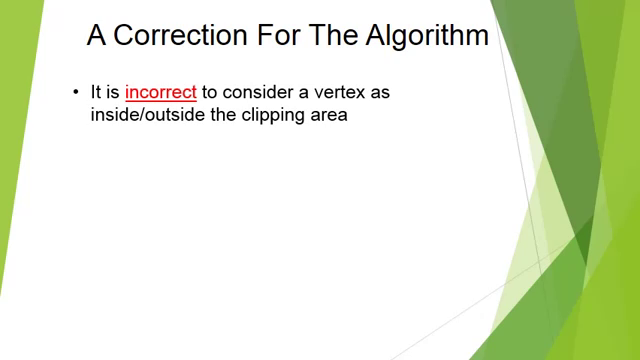 A Correction For The Algorithm
• It is incorrect to consider a vertex as
inside/outside the clipping area